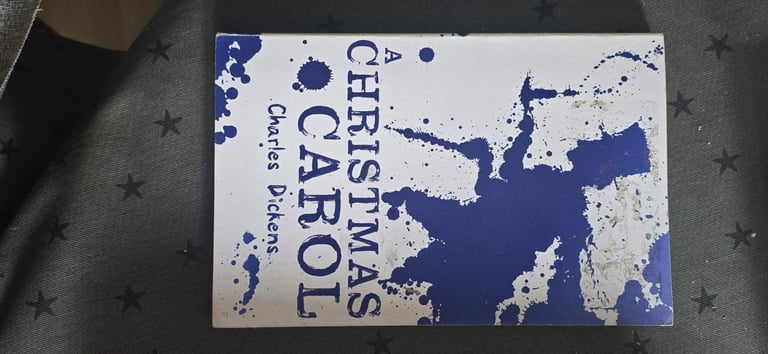 A
CHRISTMAS
CAROL
Charles Dickens